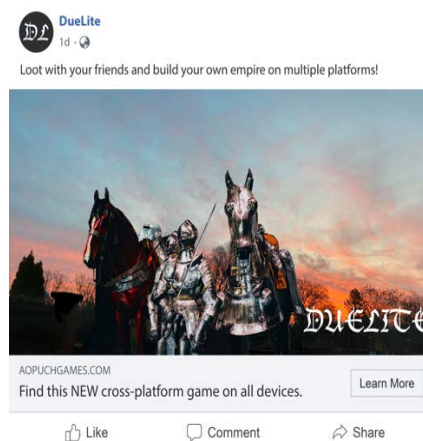 DL
DueLite
1d
Loot with your friends and build your own empire on multiple platforms!
DUELITE
AOPUCHGAMES.COM
Find this NEW cross-platform game on all devices.
Learn More
Like Comment Share